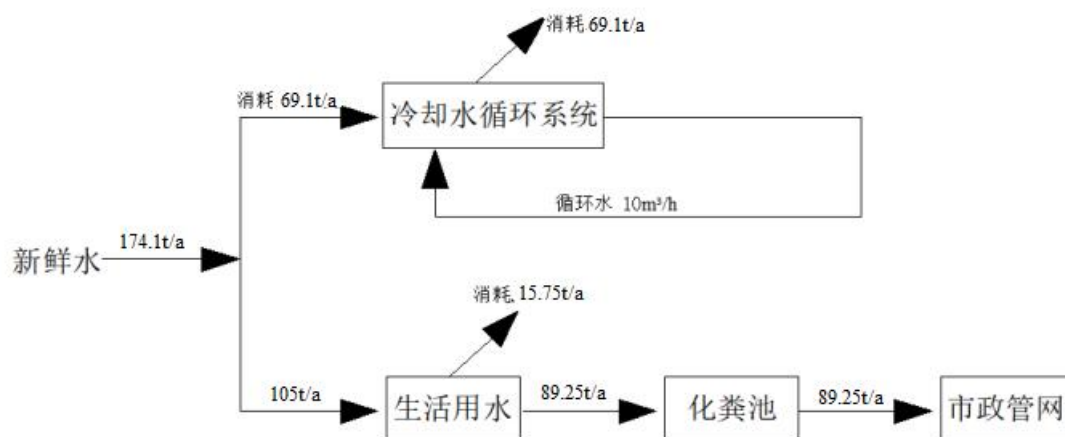 消耗 69.1t/a
消耗 69.1t/a
冷却水循环系统
循环水 10m³/h
新鲜水
174.1t/a
消耗 15.75t/a
105t/a
生活用水
89.25t/a
化粪池
89.25t/a
市政管网